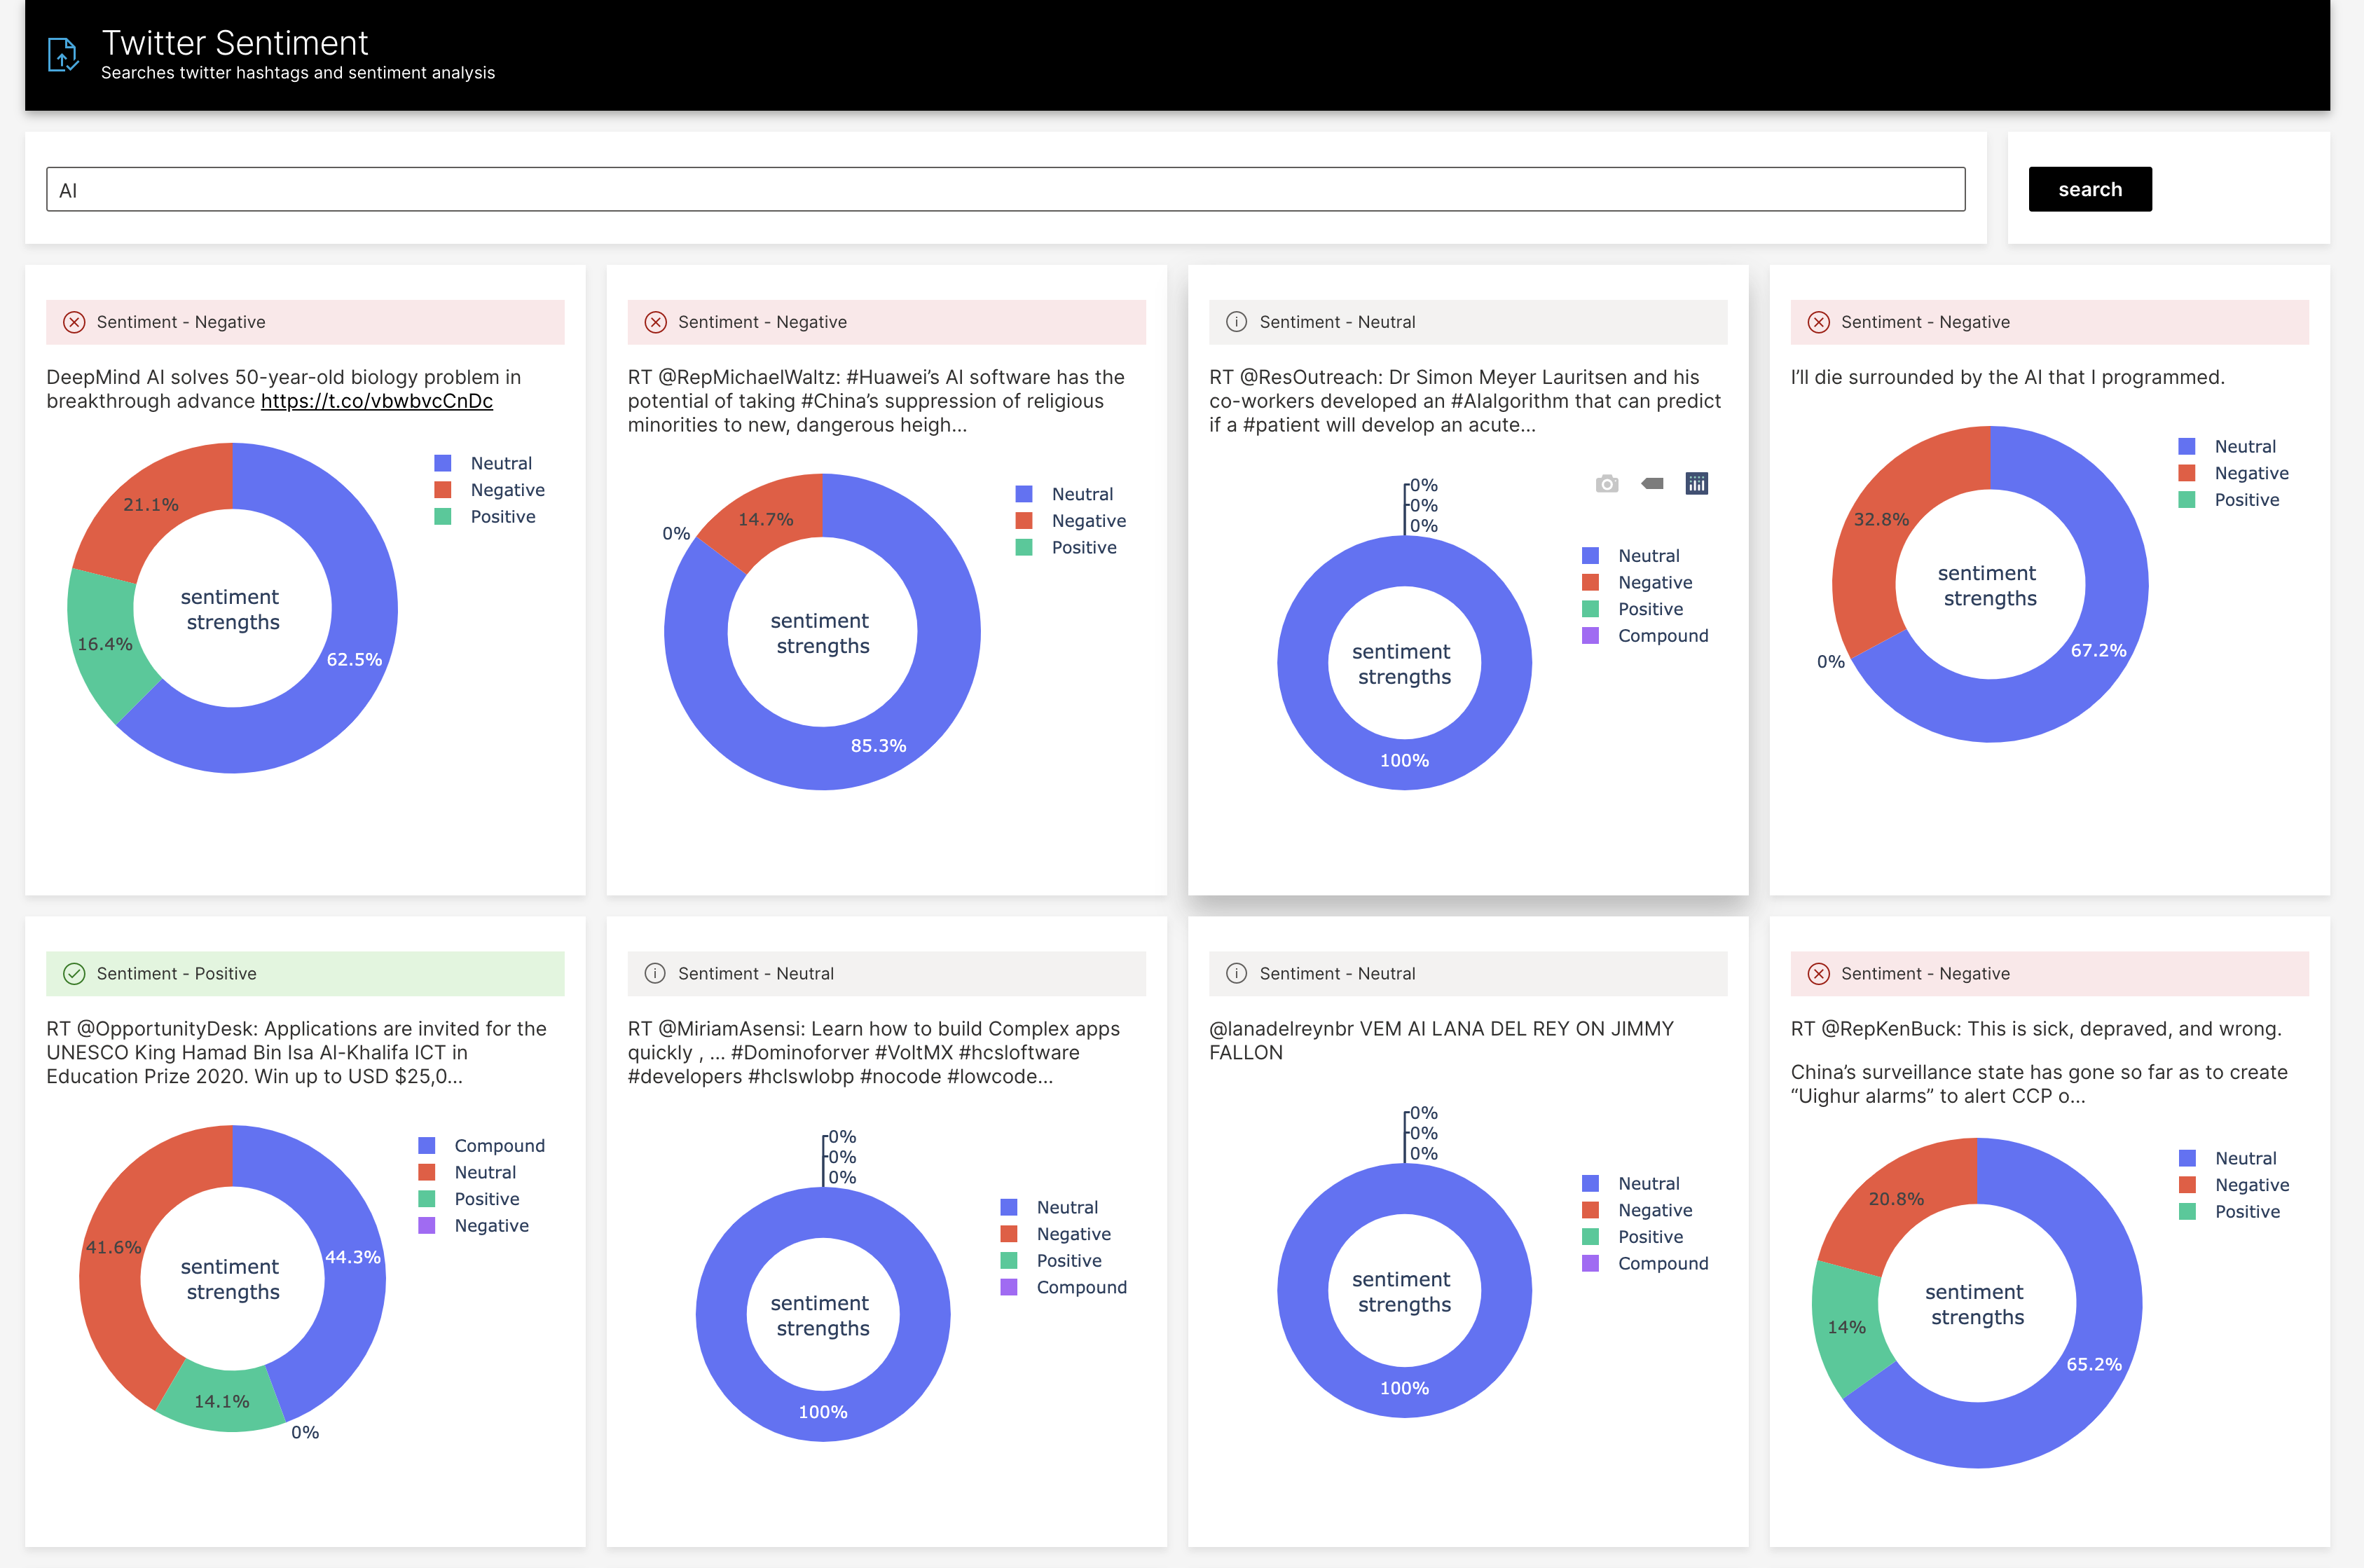 Twitter Sentiment
Searches twitter hashtags and sentiment analysis
AI
search
Sentiment - Negative
DeepMind AI solves 50-year-old biology problem in
breakthrough advance https://t.co/vbwbvcCnDc
Neutral
Negative
Positive
21.1%
16.4%
62.5%
sentiment
strengths
Sentiment - Negative
RT @RepMichaelWaltz: #Huawei’s AI software has the
potential of taking #China’s suppression of religious
minorities to new, dangerous heigh...
Neutral
Negative
Positive
14.7%
0%
sentiment
strengths
85.3%
Sentiment - Neutral
RT @ResOutreach: Dr Simon Meyer Lauritsen and his
co-workers developed an #AIalgorithm that can predict
if a #patient will develop an acute...
0%
0%
0%
Neutral
Negative
Positive
Compound
sentiment
strengths
100%
Sentiment - Negative
I’ll die surrounded by the AI that I programmed.
Neutral
Negative
Positive
32.8%
sentiment
strengths
67.2%
0%
Sentiment - Positive
RT @OpportunityDesk: Applications are invited for the
UNESCO King Hamad Bin Isa Al-Khalifa ICT in
Education Prize 2020. Win up to USD $25,0...
Compound
Neutral
Positive
Negative
41.6%
44.3%
sentiment
strengths
14.1%
0%
Sentiment - Neutral
RT @MiriamAsensi: Learn how to build Complex apps
quickly , ... #Dominoforver #VoltMX #hcsloftware
#developers #hclswlobp #nocode #lowcode...
0%
0%
0%
Neutral
Negative
Positive
Compound
sentiment
strengths
100%
Sentiment - Neutral
@lanadelreynbr VEM AI LANA DEL REY ON JIMMY
FALLON
0%
0%
0%
Neutral
Negative
Positive
Compound
sentiment
strengths
100%
Sentiment - Negative
RT @RepKenBuck: This is sick, depraved, and wrong.
China’s surveillance state has gone so far as to create
“Uighur alarms” to alert CCP o...
Neutral
Negative
Positive
20.8%
14%
sentiment
strengths
65.2%